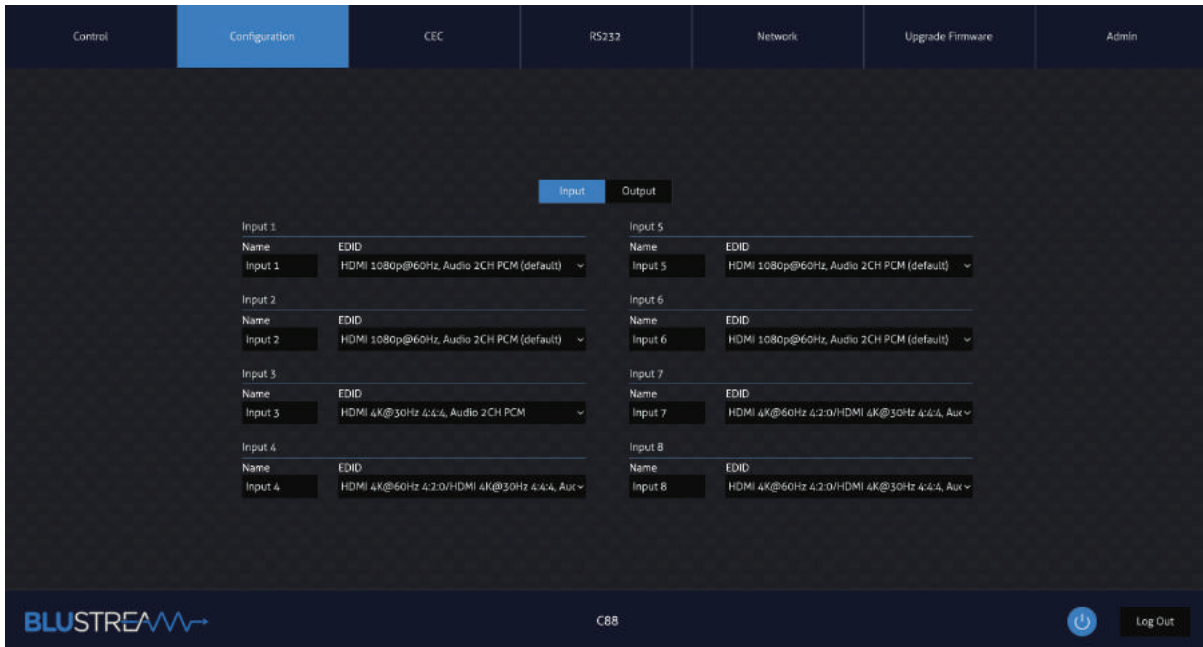 Control Configuration CEC RS232 Network Upgrade Firmware Admin
Input Output
Input 1
Name EDID
Input 1 HDMI 1080p@60Hz, Audio 2CH PCM (default)
Input 2
Name EDID
Input 2 HDMI 1080p@60Hz, Audio 2CH PCM (default)
Input 3
Name EDID
Input 3 HDMI 4K@30Hz 4:4:4, Audio 2CH PCM
Input 4
Name EDID
Input 4 HDMI 4K@60Hz 4:2:0/HDMI 4K@30Hz 4:4:4, Auc
Input 5
Name EDID
Input 5 HDMI 1080p@60Hz, Audio 2CH PCM (default)
Input 6
Name EDID
Input 6 HDMI 1080p@60Hz, Audio 2CH PCM (default)
Input 7
Name EDID
Input 7 HDMI 4K@60Hz 4:2:0/HDMI 4K@30Hz 4:4:4, Auc
Input 8
Name EDID
Input 8 HDMI 4K@60Hz 4:2:0/HDMI 4K@30Hz 4:4:4, Auc
BLUSTREAM C88 Log Out